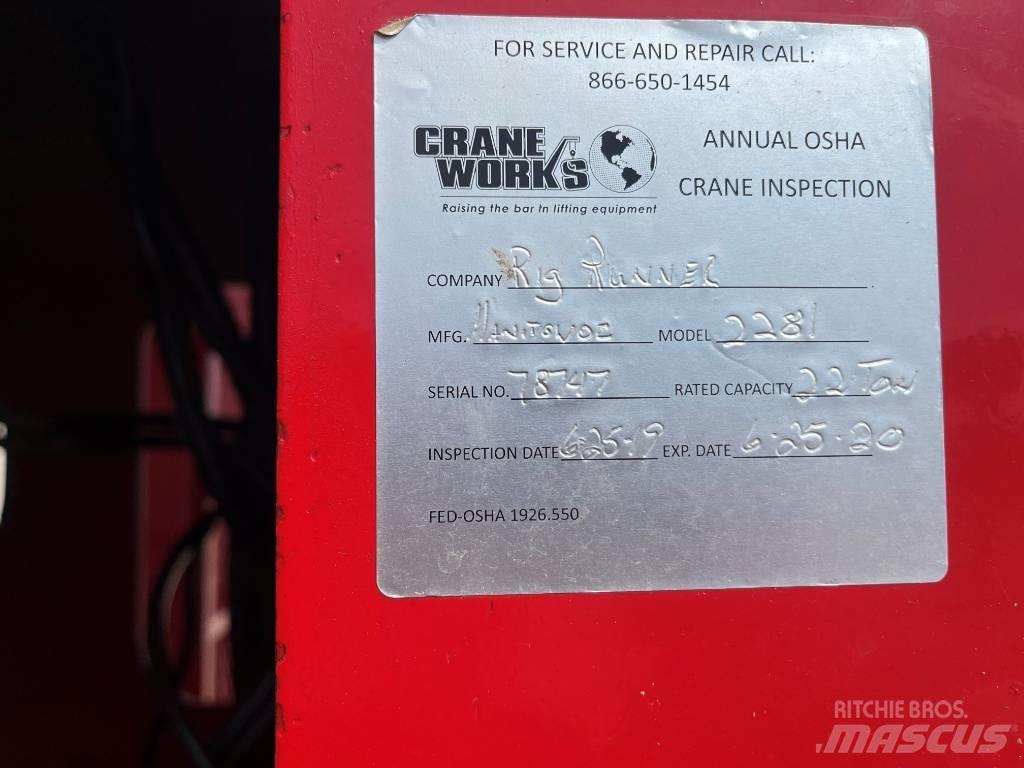 FOR SERVICE AND REPAIR CALL:
866-650-1454
CRANE
WORKS
Raising the bar in lifting equipment
ANNUAL OSHA
CRANE INSPECTION
COMPANY Rig Runner
MFG. MANITOWOC MODEL 2281
SERIAL NO. 78747 RATED CAPACITY 22 Ton
INSPECTION DATE 6-25-19 EXP. DATE 6-25-20
FED-OSHA 1926.550
RITCHIE BROS.
MASCUS